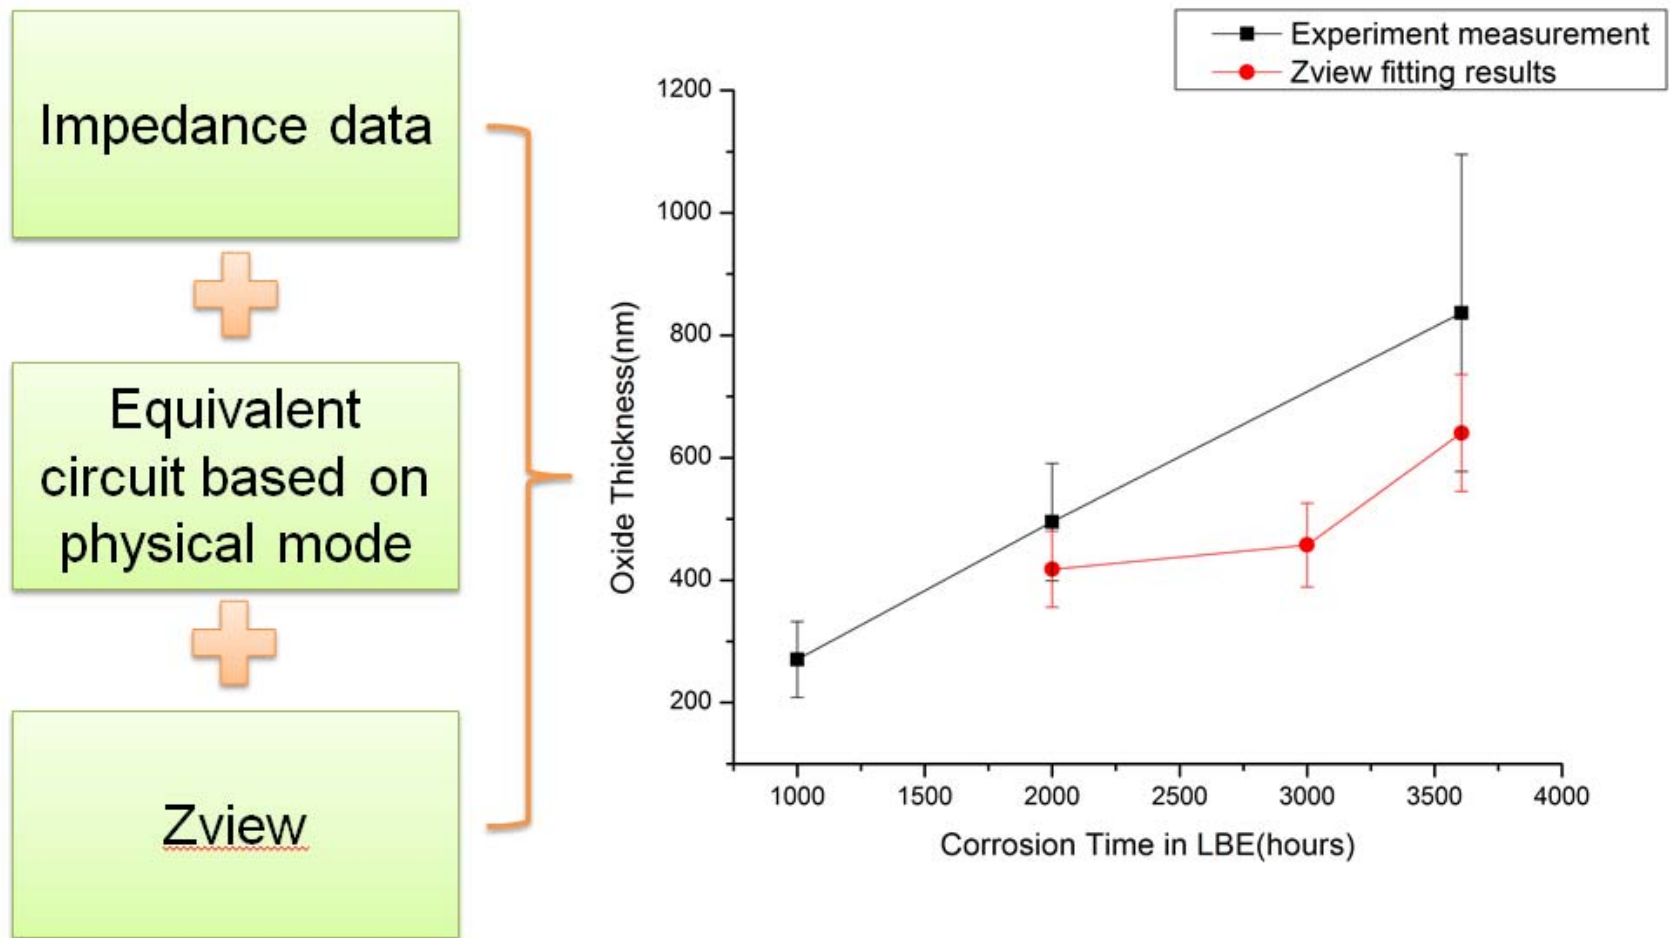 Impedance data
Equivalent
circuit based on
physical mode
Zview
Experiment measurement
Zview fitting results
1200
1000
800
600
400
200
Oxide Thickness(nm)
1000 1500 2000 2500 3000 3500 4000
Corrosion Time in LBE(hours)